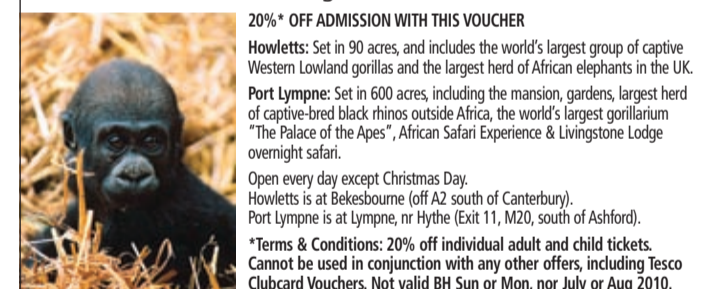 20%* OFF ADMISSION WITH THIS VOUCHER
Howletts: Set in 90 acres, and includes the world's largest group of captive
Western Lowland gorillas and the largest herd of African elephants in the UK.
Port Lympne: Set in 600 acres, including the mansion, gardens, largest herd
of captive-bred black rhinos outside Africa, the world's largest gorillarium
"The Palace of the Apes", African Safari Experience & Livingstone Lodge
overnight safari.
Open every day except Christmas Day.
Howletts is at Bekesbourne (off A2 south of Canterbury).
Port Lympne is at Lympne, nr Hythe (Exit 11, M20, south of Ashford).
*Terms & Conditions: 20% off individual adult and child tickets.
Cannot be used in conjunction with any other offers, including Tesco
Clubcard Vouchers. Not valid BH Sun or Mon, nor July or Aug 2010.